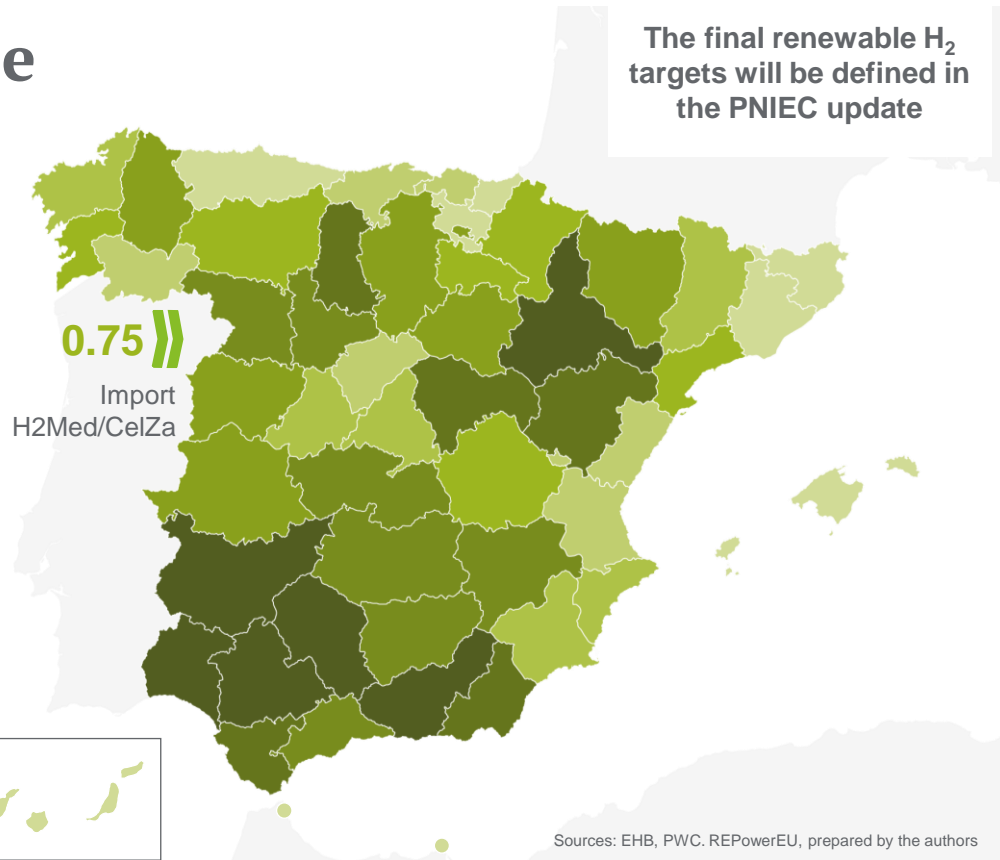 e
The final renewable H₂
targets will be defined in
the PNIEC update
0.75
Import
H2Med/CelZa
Sources: EHB, PWC. REPowerEU, prepared by the authors